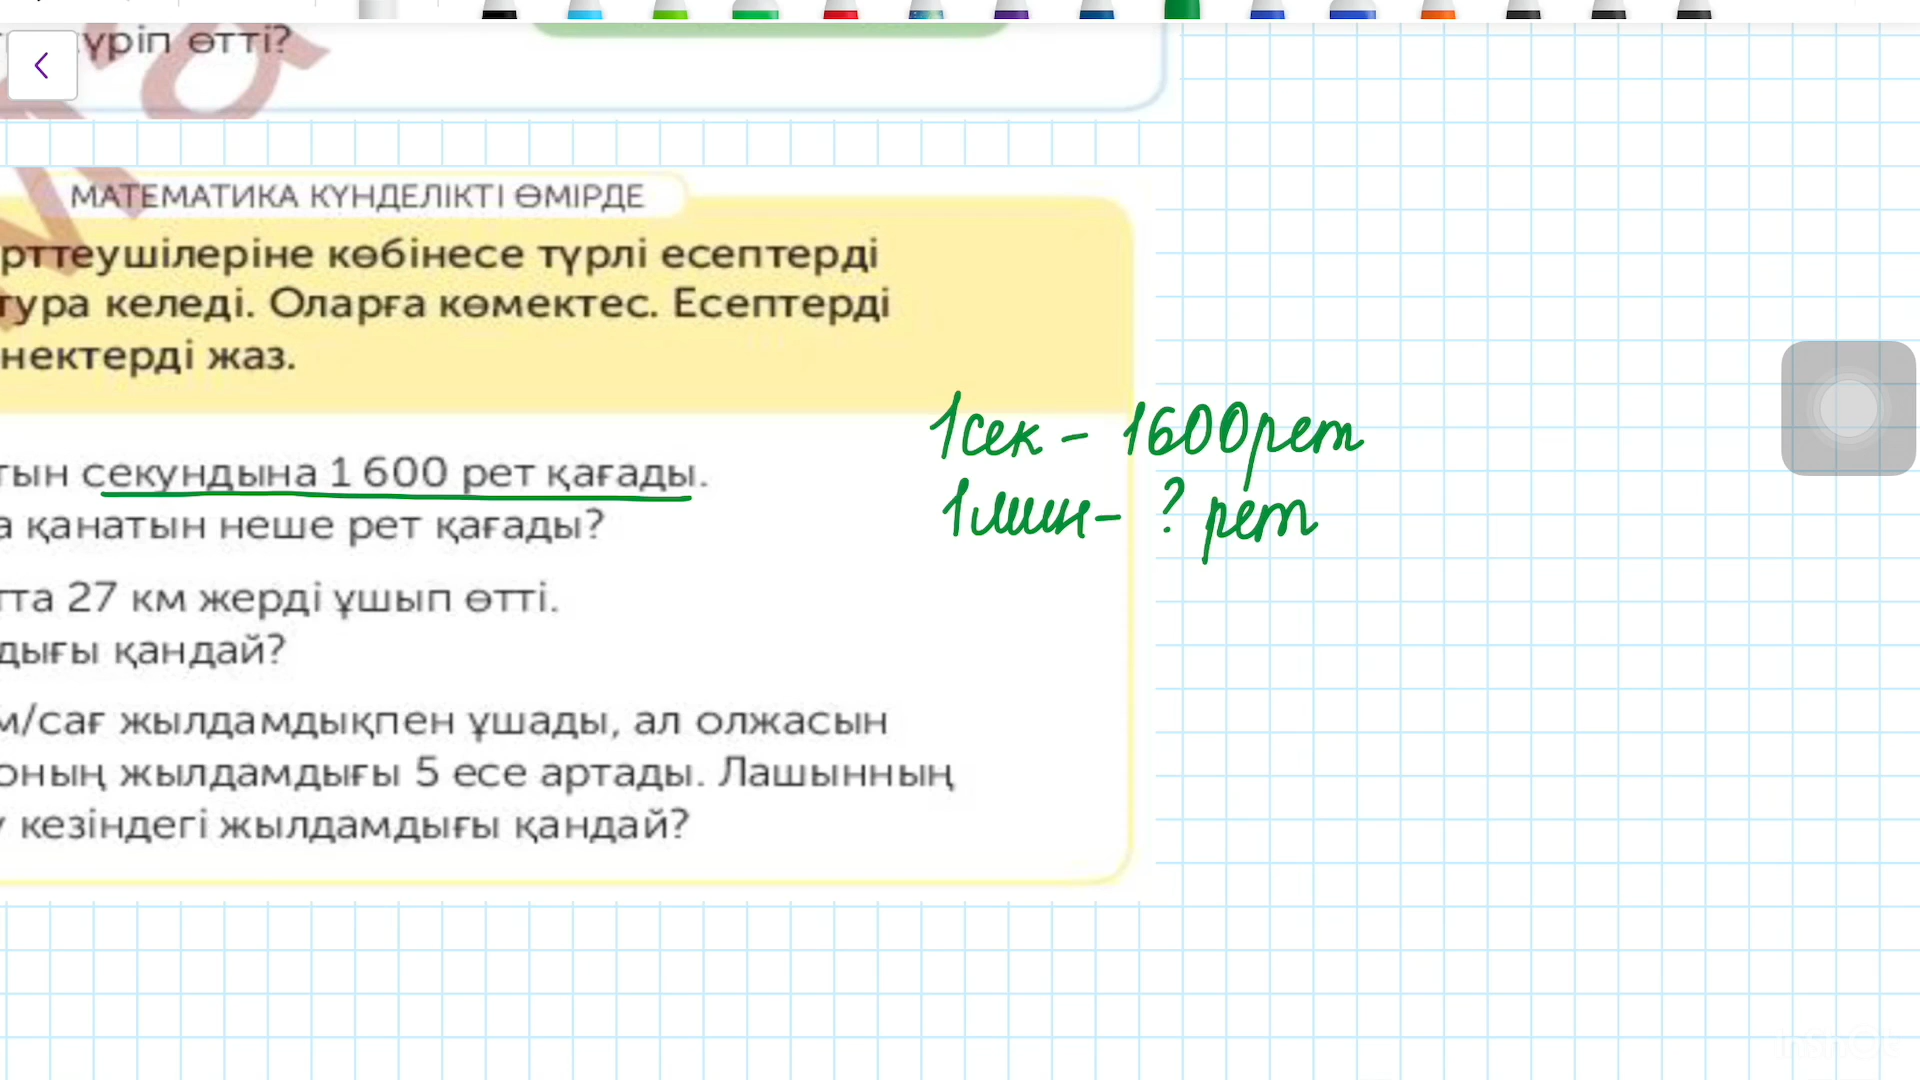 үріп өтті?
МАТЕМАТИКА КҮНДЕЛІКТІ ӨМІРДЕ
рттеушілеріне көбінесе түрлі есептерді
тура келеді. Оларға көмектес. Есептерді
нектерді жаз.
1сек – 1600рет
тын секундына 1 600 рет қағады.
1мин – ? рет
а қанатын неше рет қағады?
тта 27 км жерді ұшып өтті.
дығы қандай?
м/сағ жылдамдықпен ұшады, ал олжасын
оның жылдамдығы 5 есе артады. Лашынның
у кезіндегі жылдамдығы қандай?